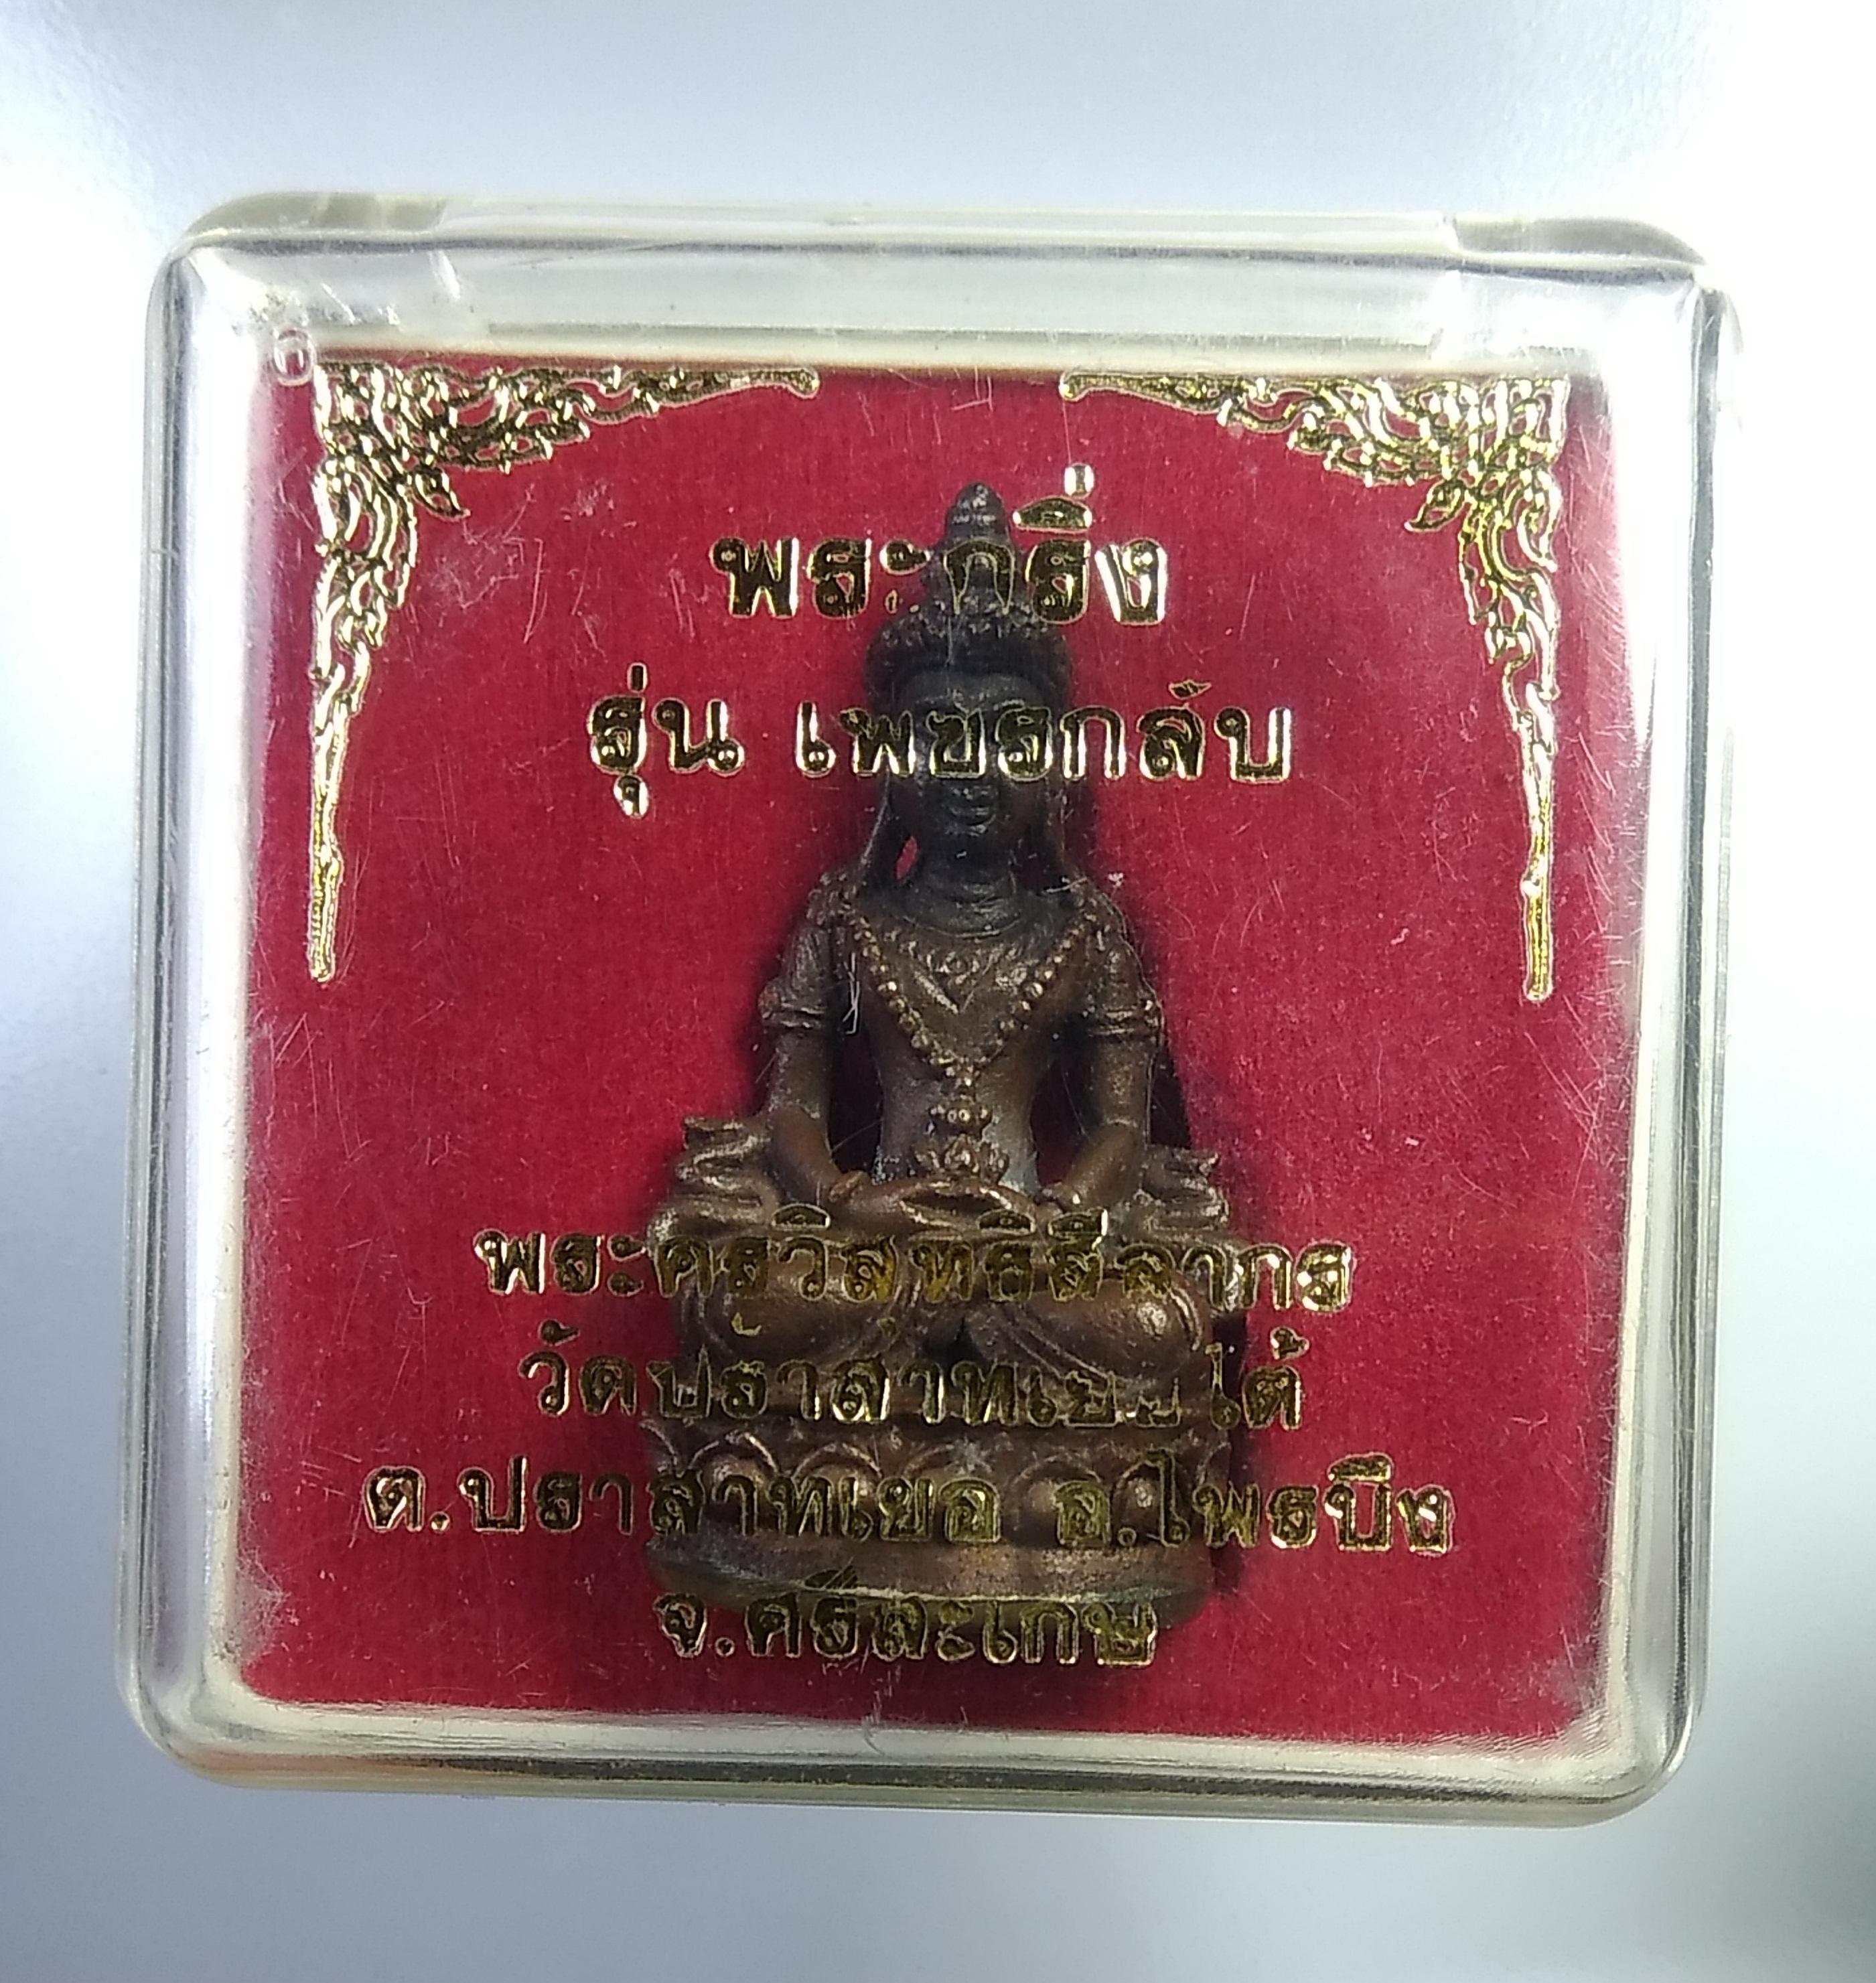 พระกริ่ง
รุ่น เพชรกลับ
พระครูวิสุทธิสีลากร
วัดปราสาทเยอใต้
ต.ปราสาทเยอ อ.ไพรบึง
จ.ศรีสะเกษ